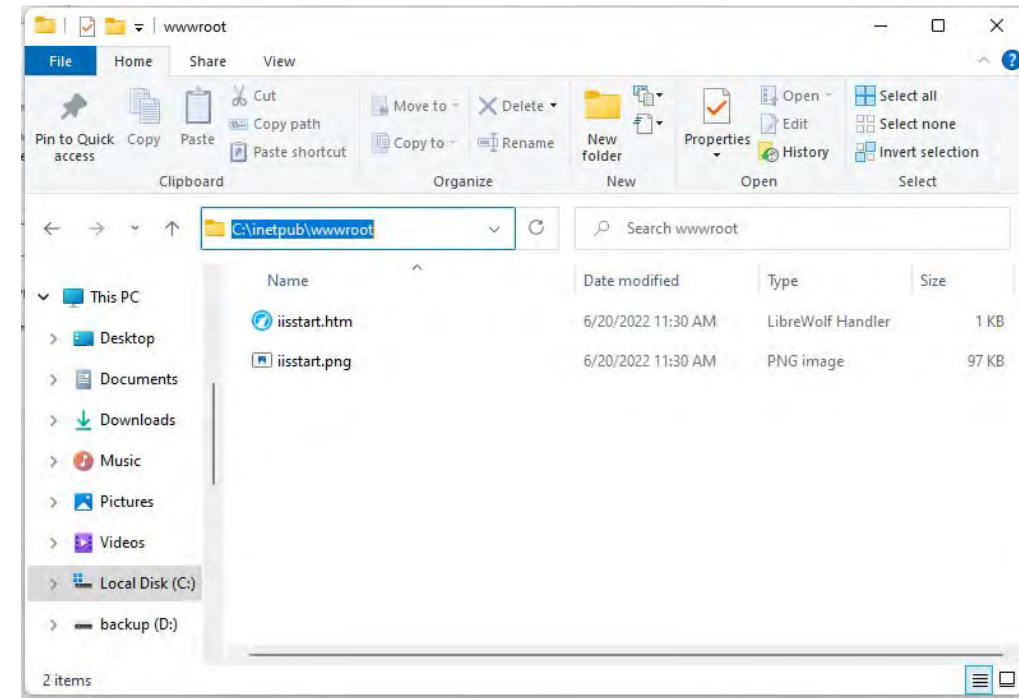 wwwroot
File Home Share View
Pin to Quick access
Copy
Paste
Cut
Copy path
Paste shortcut
Clipboard
Move to
Copy to
Delete
Rename
Organize
New folder
New
Properties
Open
Edit
History
Open
Select all
Select none
Invert selection
Select
C:\inetpub\wwwroot
Search wwwroot
Name Date modified Type Size
iisstart.htm 6/20/2022 11:30 AM LibreWolf Handler 1 KB
iisstart.png 6/20/2022 11:30 AM PNG image 97 KB
This PC
Desktop
Documents
Downloads
Music
Pictures
Videos
Local Disk (C:)
backup (D:)
2 items